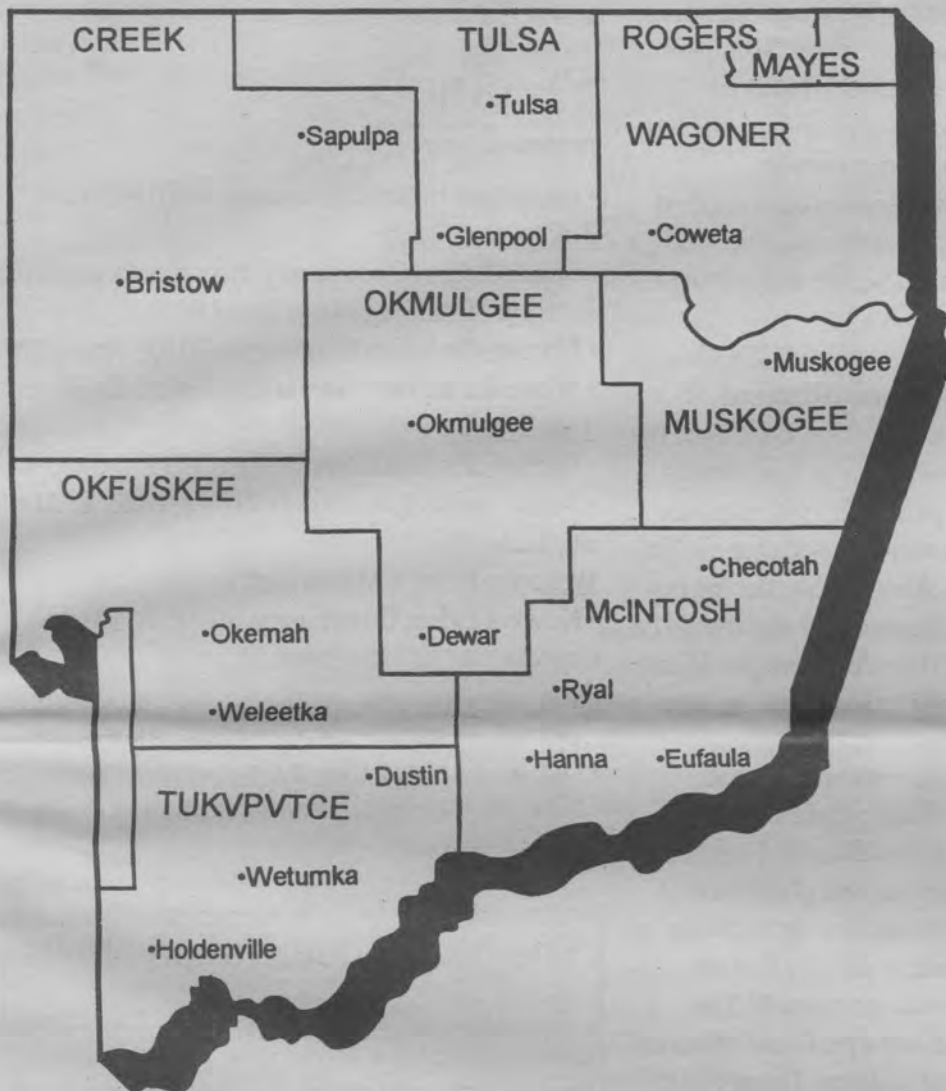 CREEK
TULSA
ROGERS
MAYES
•Tulsa
•Sapulpa
WAGONER
•Glenpool
•Coweta
•Bristow
OKMULGEE
•Muskogee
•Okmulgee
MUSKOGEE
OKFUSKEE
•Checotah
McINTOSH
•Okemah
•Dewar
•Ryal
•Weleetka
•Hanna
•Eufaula
•Dustin
TUKVPVTCE
•Wetumka
•Holdenville